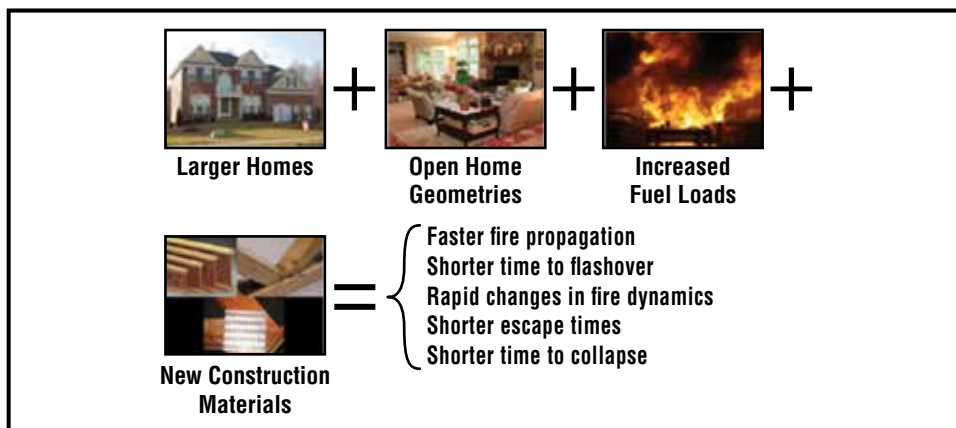 + + +
Larger Homes
Open Home
Geometries
Increased
Fuel Loads
=
Faster fire propagation
Shorter time to flashover
Rapid changes in fire dynamics
Shorter escape times
Shorter time to collapse
New Construction
Materials